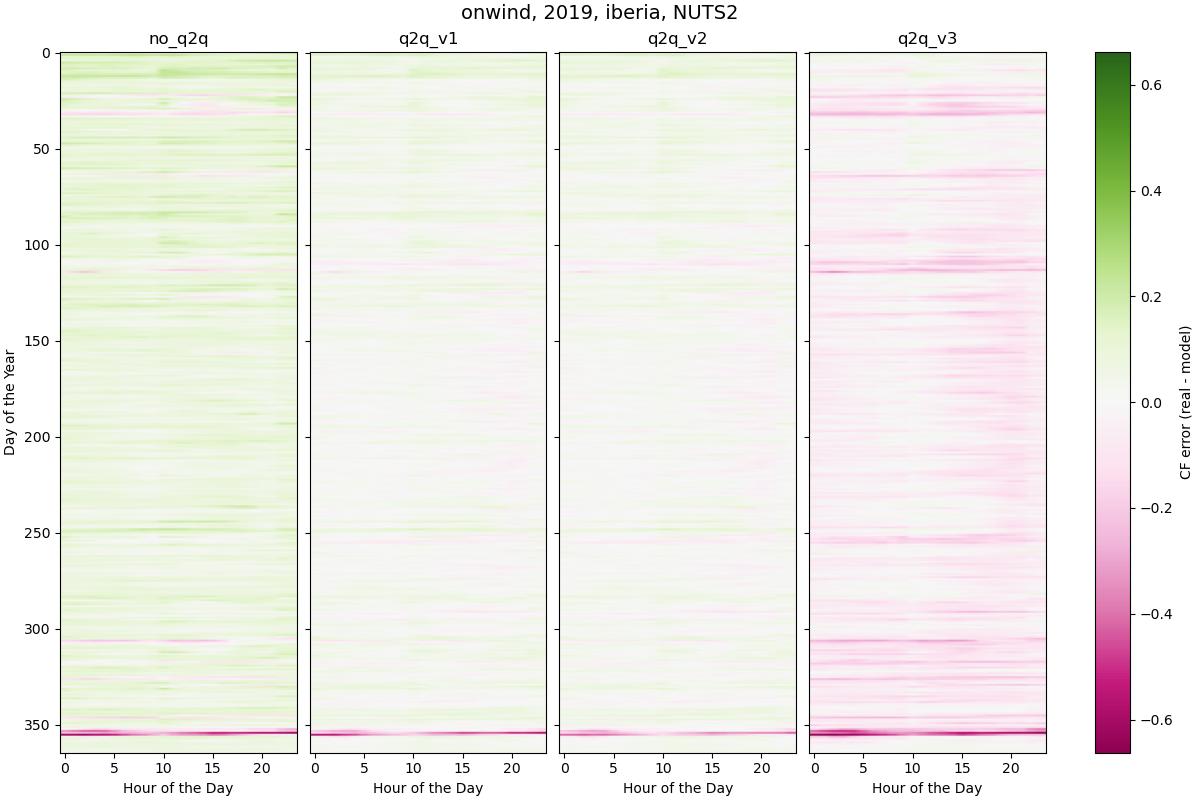 onwind, 2019, iberia, NUTS2
no_q2q
q2q_v1
q2q_v2
q2q_v3
0
50
100
150
200
250
300
350
Day of the Year
0 5 10 15 20
0 5 10 15 20
0 5 10 15 20
0 5 10 15 20
Hour of the Day
Hour of the Day
Hour of the Day
Hour of the Day
0.6
0.4
0.2
0.0
−0.2
−0.4
−0.6
CF error (real - model)